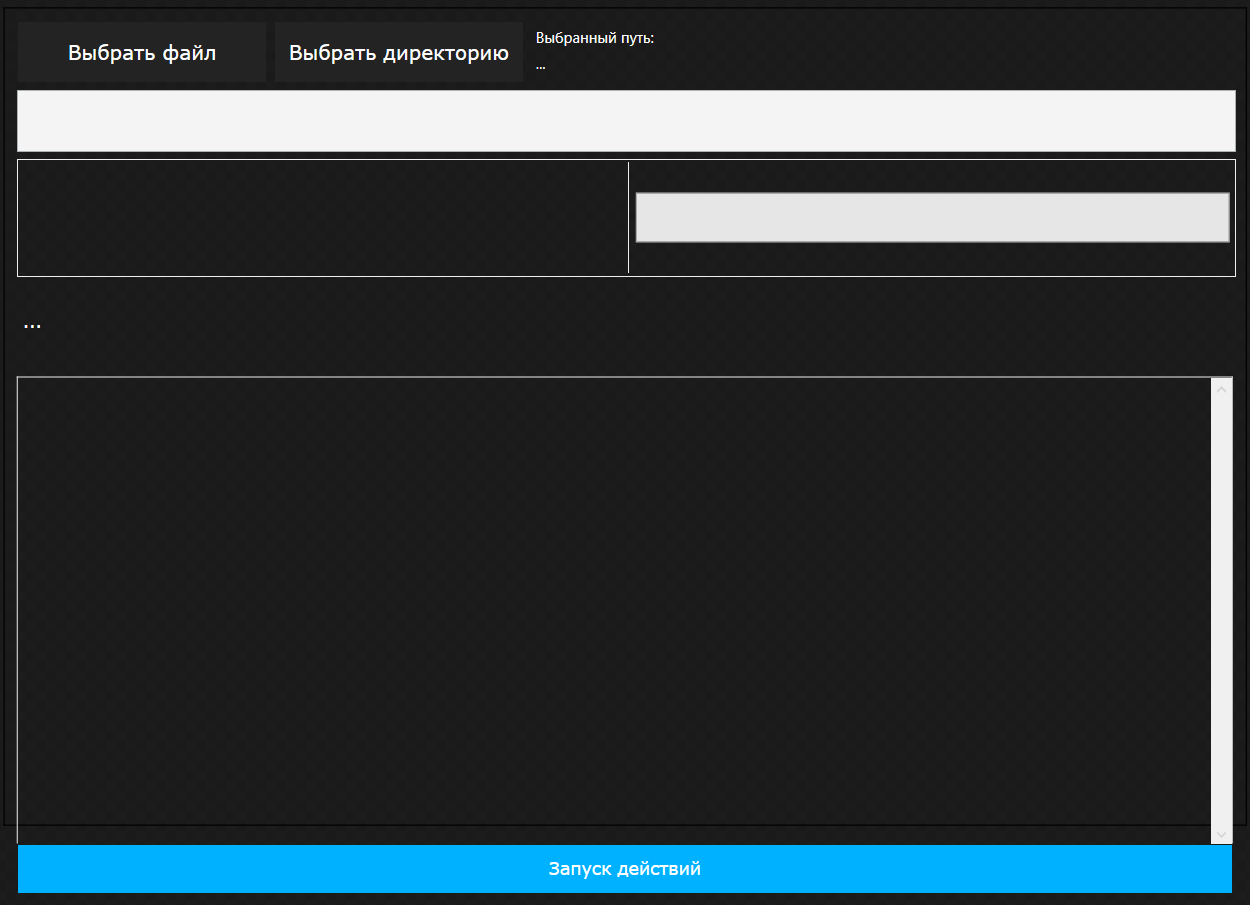 Выбрать файл
Выбрать директорию
Выбранный путь:
...
...
Запуск действий